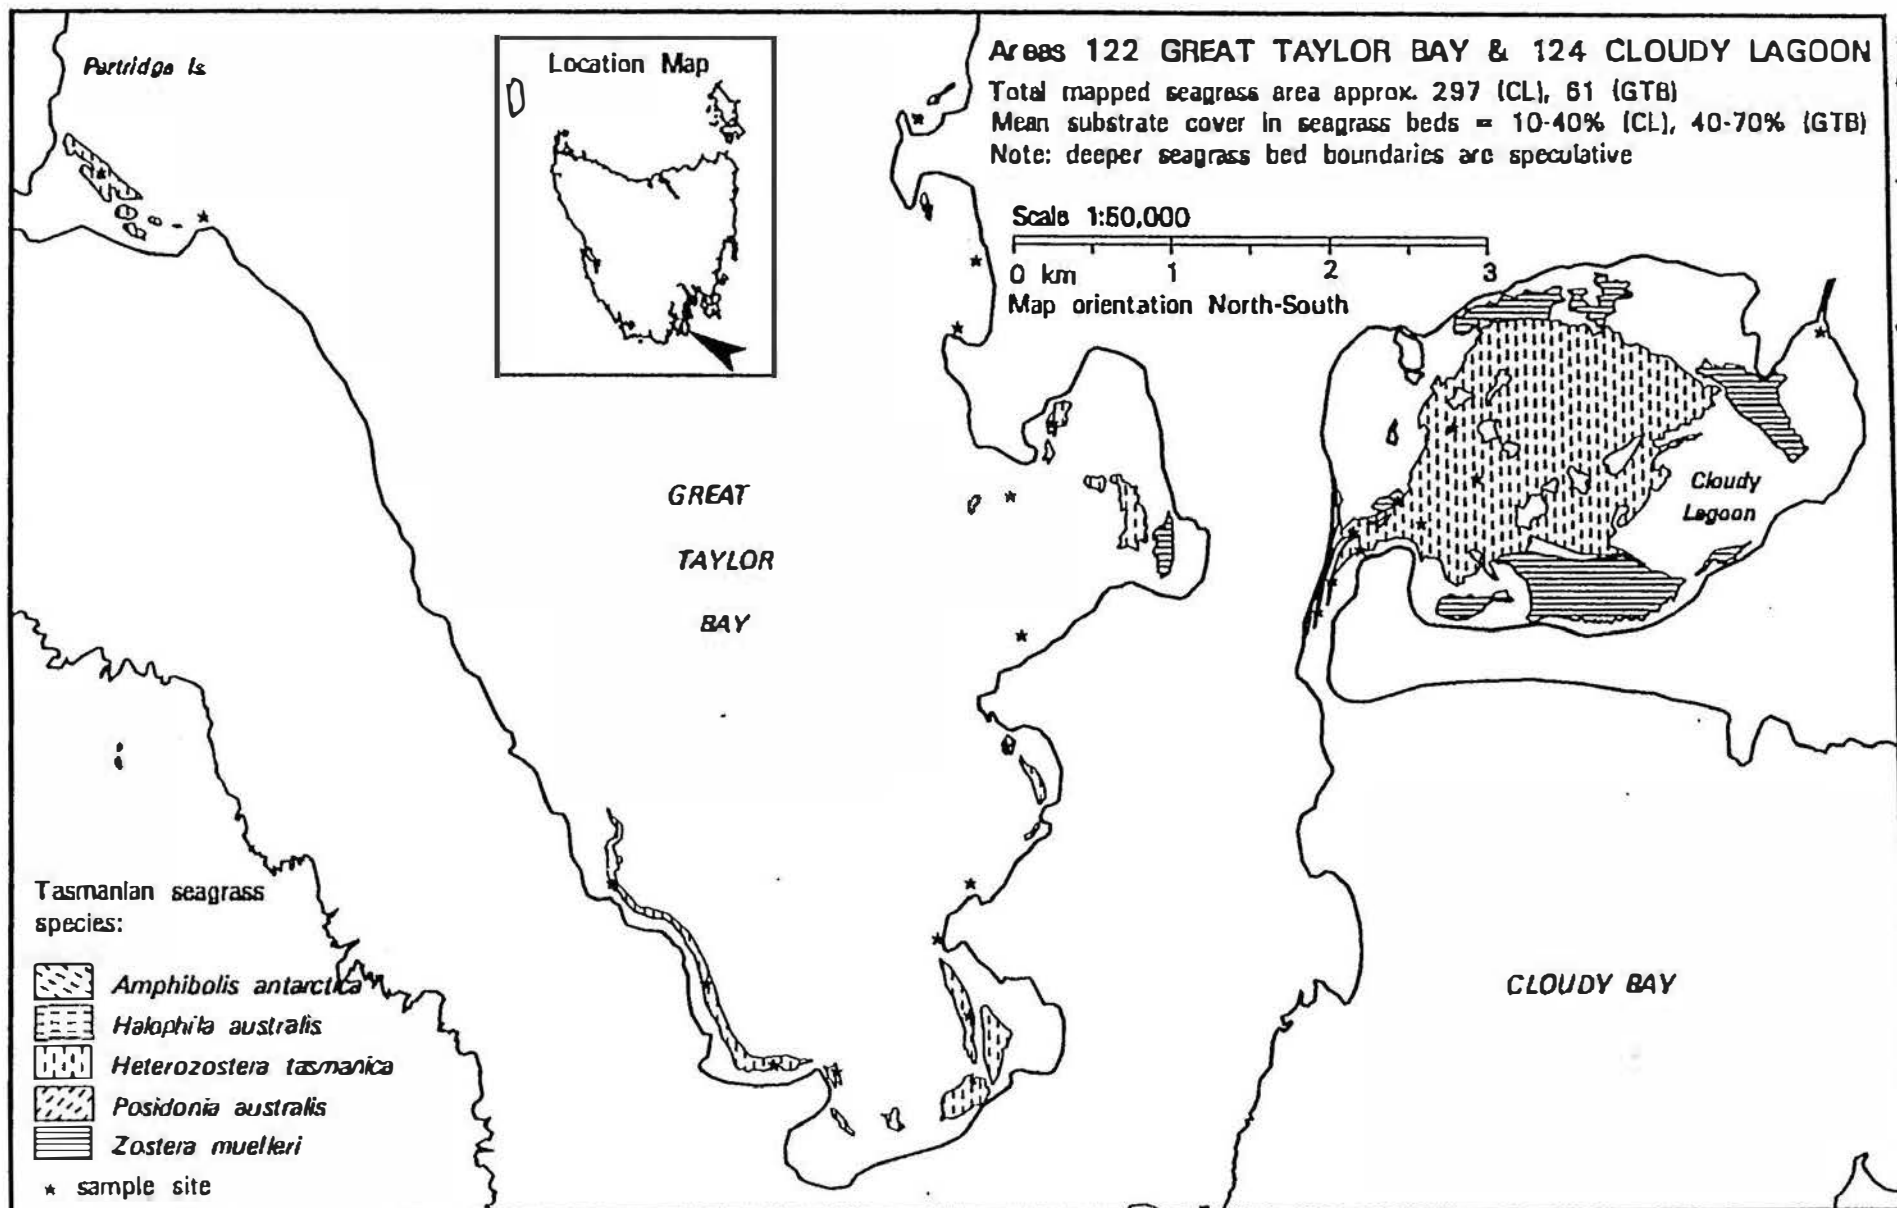 Partridge Is.
Location Map
Areas 122 GREAT TAYLOR BAY & 124 CLOUDY LAGOON
Total mapped seagrass area approx. 297 (CL), 61 (GTB)
Mean substrate cover in seagrass beds = 10-40% (CL), 40-70% (GTB)
Note: deeper seagrass bed boundaries are speculative
Scale 1:50,000
0 km 1 2 3
Map orientation North-South
Cloudy
Lagoon
GREAT
TAYLOR
BAY
CLOUDY BAY
Tasmanian seagrass
species:
Amphibolis antarctica
Halophila australis
Heterozostera tasmanica
Posidonia australis
Zostera muelleri
★ sample site